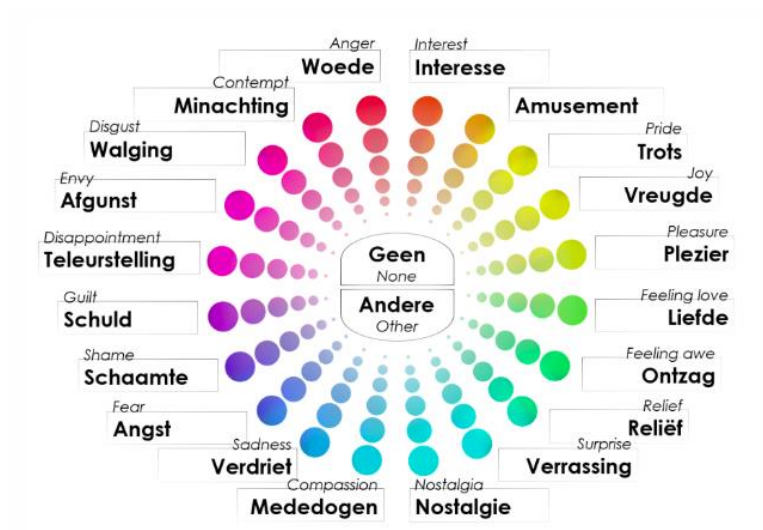 Anger
Woede
Interest
Interesse
Contempt
Minachting
Amusement
Disgust
Walging
Pride
Trots
Envy
Afgunst
Joy
Vreugde
Disappointment
Teleurstelling
Pleasure
Plezier
Geen
None
Andere
Other
Guilt
Schuld
Feeling love
Liefde
Shame
Schaamte
Feeling awe
Ontzag
Fear
Angst
Relief
Reliëf
Sadness
Verdriet
Surprise
Verrassing
Compassion
Mededogen
Nostalgia
Nostalgie